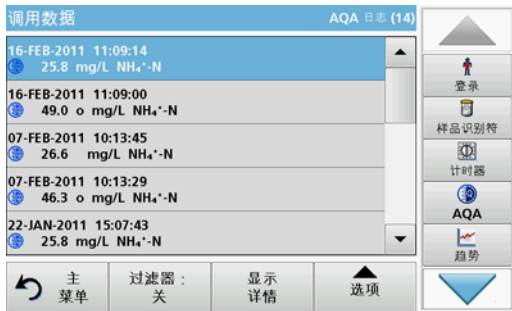 调用数据
AQA 日志 (14)
16-FEB-2011 11:09:14
25.8 mg/L NH₄⁺-N
16-FEB-2011 11:09:00
49.0 o mg/L NH₄⁺-N
07-FEB-2011 10:13:45
26.6 mg/L NH₄⁺-N
07-FEB-2011 10:13:29
46.3 o mg/L NH₄⁺-N
22-JAN-2011 15:07:43
25.8 mg/L NH₄⁺-N
主
菜单
过滤器：
关
显示
详情
选项
登录
样品识别符
计时器
AQA
趋势